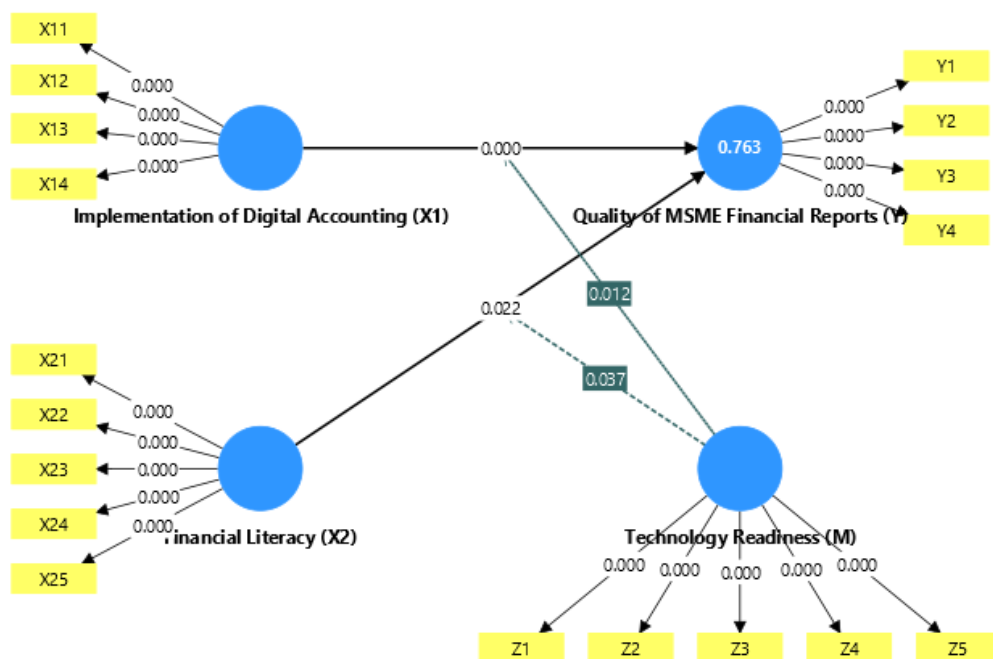 X11
X12
X13
X14
0.000
0.000
0.000
0.000
Implementation of Digital Accounting (X1)
0.000
0.763
Quality of MSME Financial Reports (Y)
0.000
0.000
0.000
0.000
Y1
Y2
Y3
Y4
0.012
0.022
0.037
X21
X22
X23
X24
X25
0.000
0.000
0.000
0.000
0.000
Financial Literacy (X2)
Technology Readiness (M)
0.000
0.000
0.000
0.000
0.000
Z1
Z2
Z3
Z4
Z5